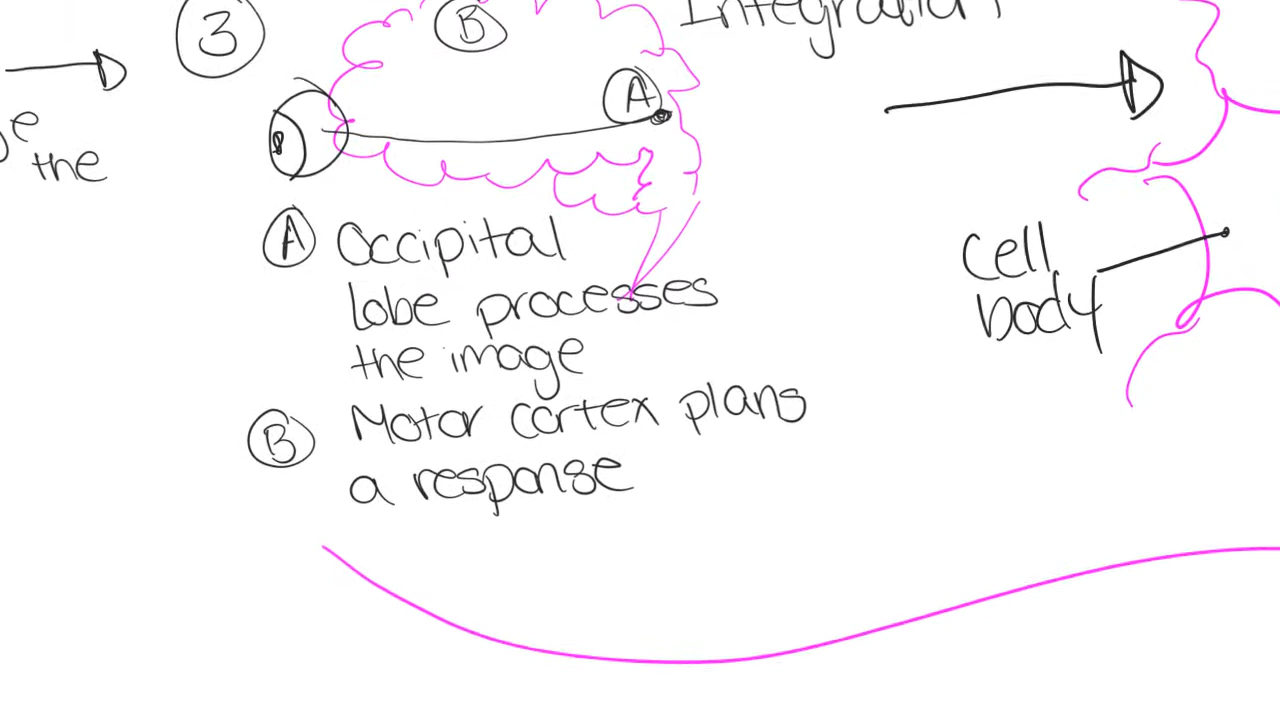 3
B
Integration
A
the
A Occipital
lobe processes
the image
B Motor cortex plans
a response
Cell
body